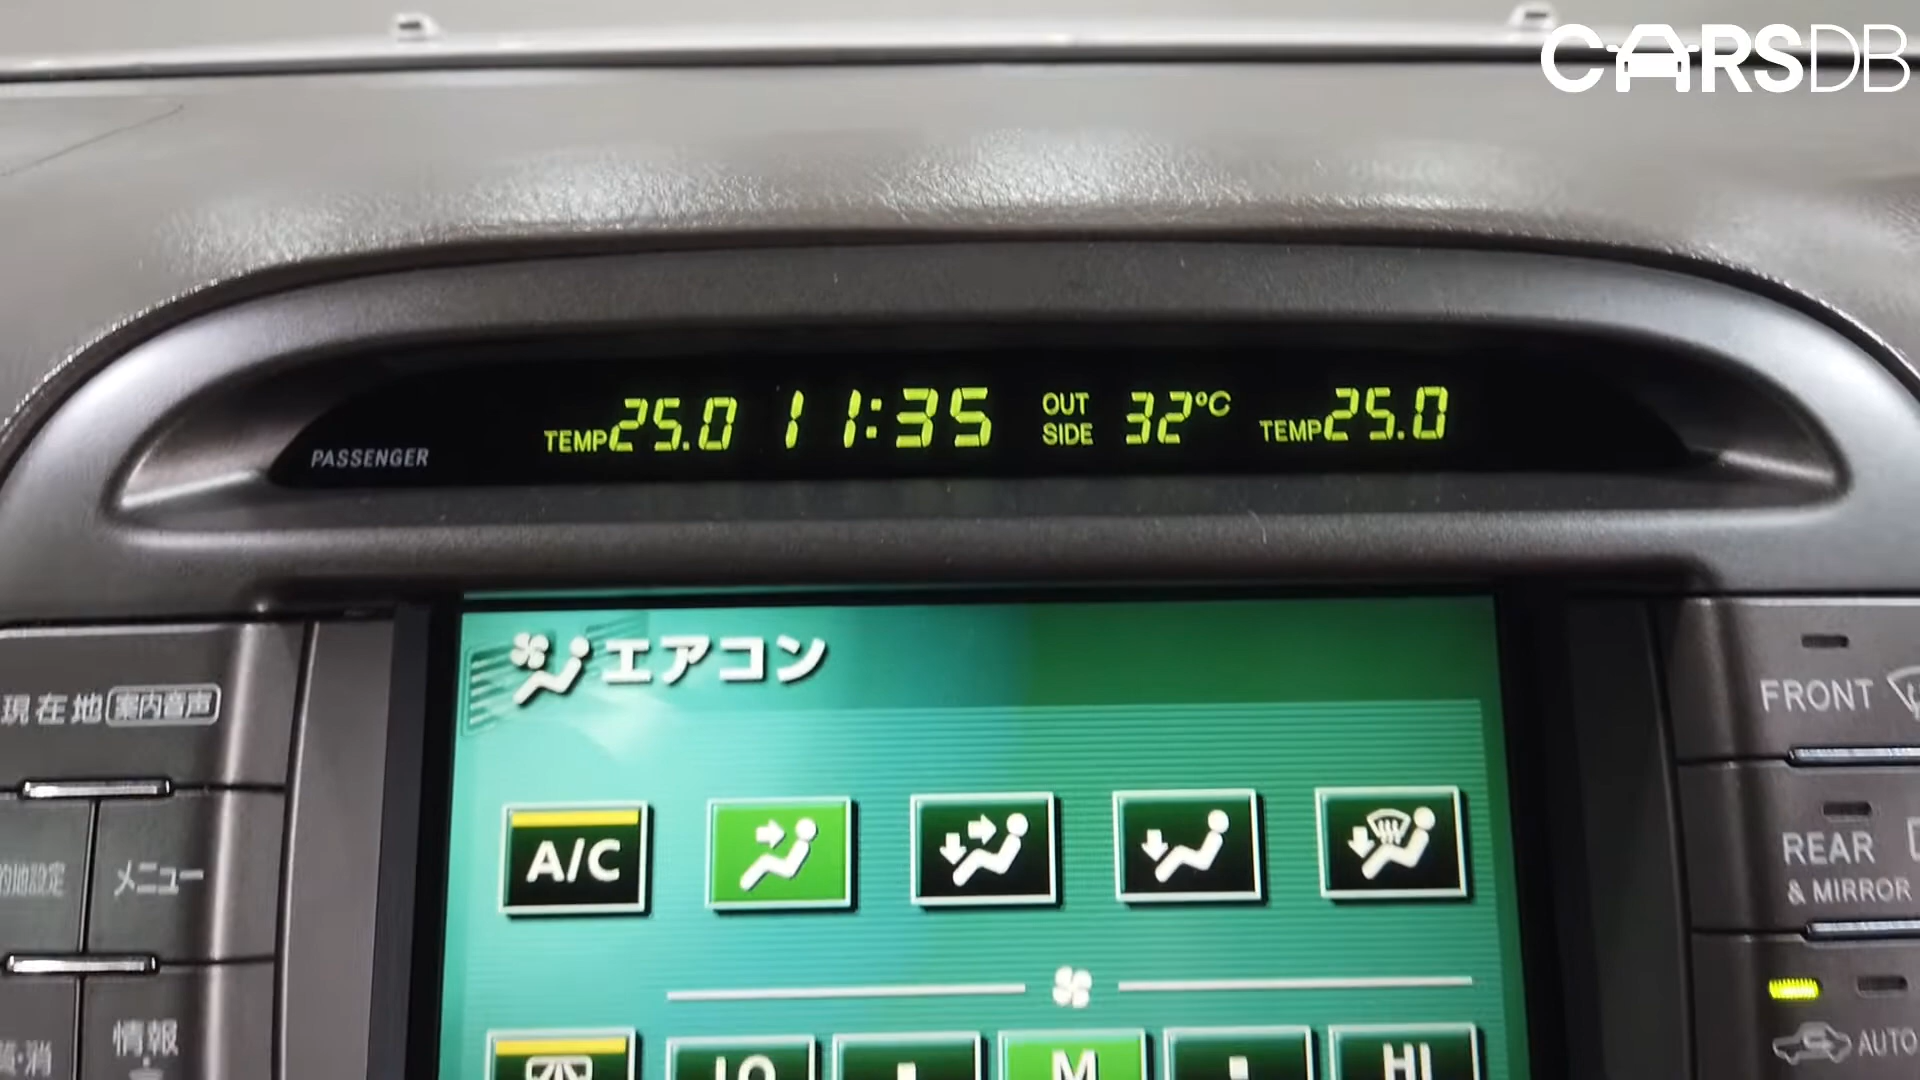 CARSDB
PASSENGER
TEMP 25.0 11:35 OUT SIDE 32°C TEMP 25.0
エアコン
現在地 案内音声
FRONT
A/C
的地設定 メニュー
REAR
& MIRROR
情報
AUTO
LO M HI